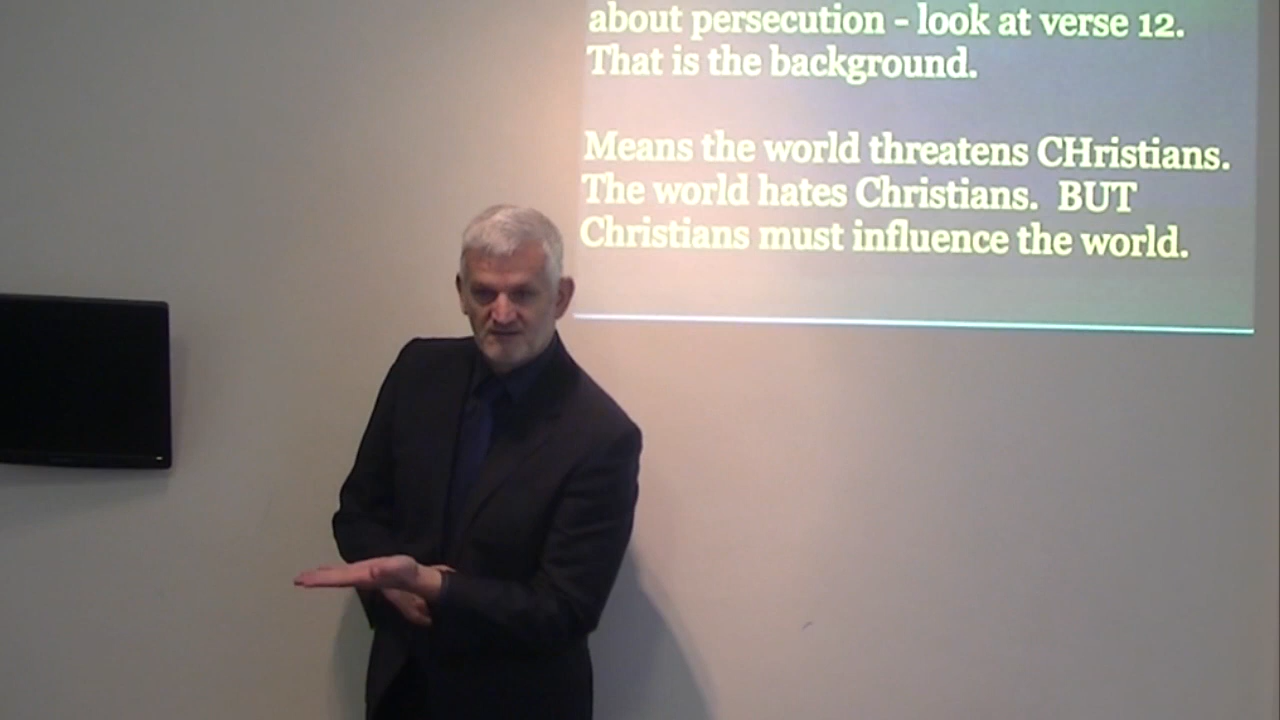 about persecution - look at verse 12.
That is the background.
Means the world threatens CHristians.
The world hates Christians. BUT
Christians must influence the world.